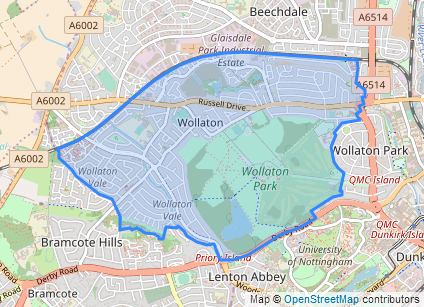 Beechdale
A6514
A6002
Glaisdale
Park Industrial
Estate
A6514
A6002
Russell Drive
Wollaton
Wollaton Park
A6002
Wollaton
Vale
Wollaton
Park
QMC Island
Wollaton
Vale
QMC
Dunkirk Island
Derby Road
Bramcote Hills
Priory Island
University
of Nottingham
Derby Road
Lenton Abbey
Bramcote
Map © OpenStreetMap contributors